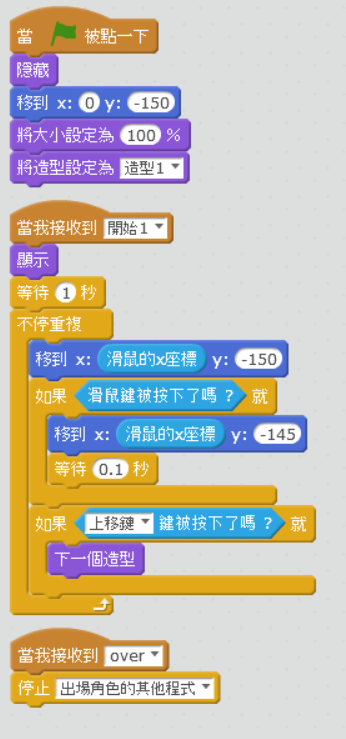 當 被點一下
隱藏
移到 x: 0 y: -150
將大小設定為 100 %
將造型設定為 造型1
當我接收到 開始1
顯示
等待 1 秒
不停重複
移到 x: 滑鼠的x座標 y: -150
如果 滑鼠鍵被按下了嗎 ? 就
移到 x: 滑鼠的x座標 y: -145
等待 0.1 秒
如果 上移鍵 鍵被按下了嗎 ? 就
下一個造型
當我接收到 over
停止 出場角色的其他程式